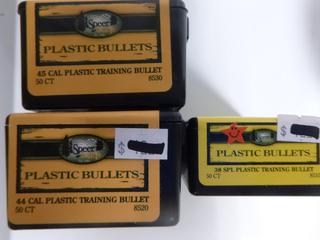 Speer
PLASTIC BULLETS
45 CAL PLASTIC TRAINING BULLET
50 CT 8530
Speer
$
PLASTIC BULLETS
44 CAL PLASTIC TRAINING BULLET
50 CT 8520
$
PLASTIC BULLETS
38 SPL PLASTIC TRAINING BULLET
50 CT